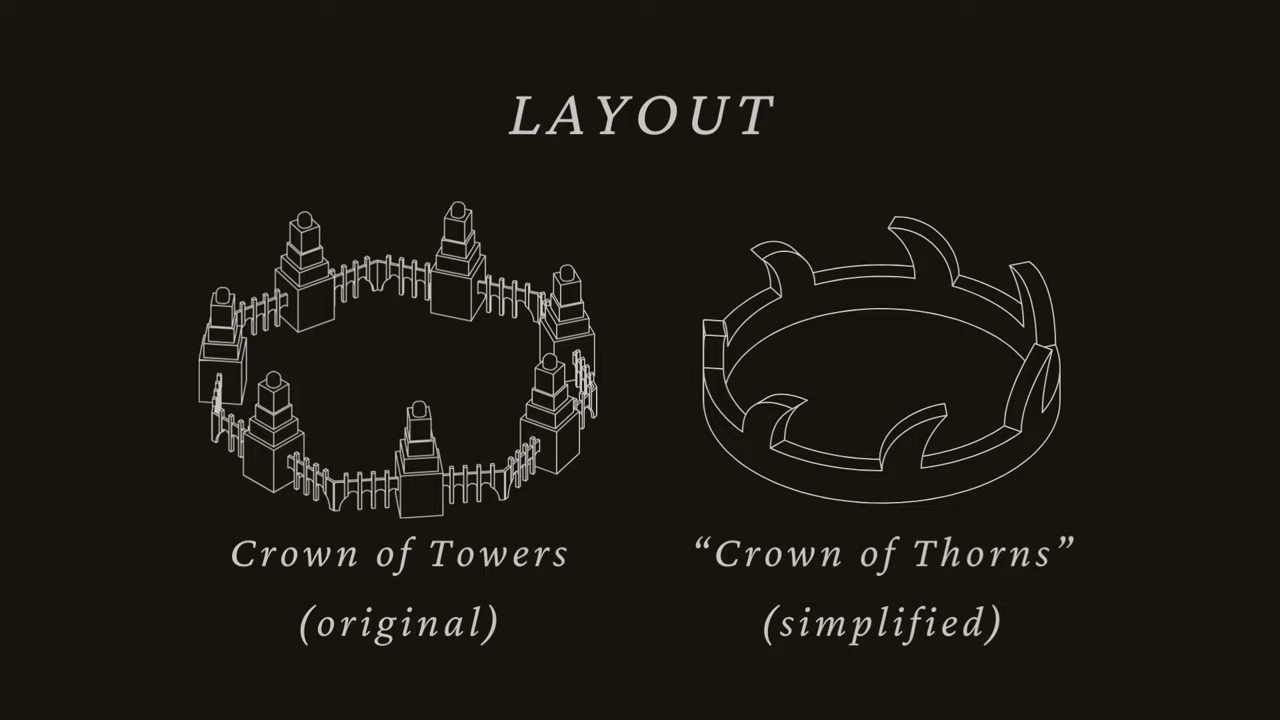 LAYOUT
Crown of Towers
(original)
“Crown of Thorns”
(simplified)